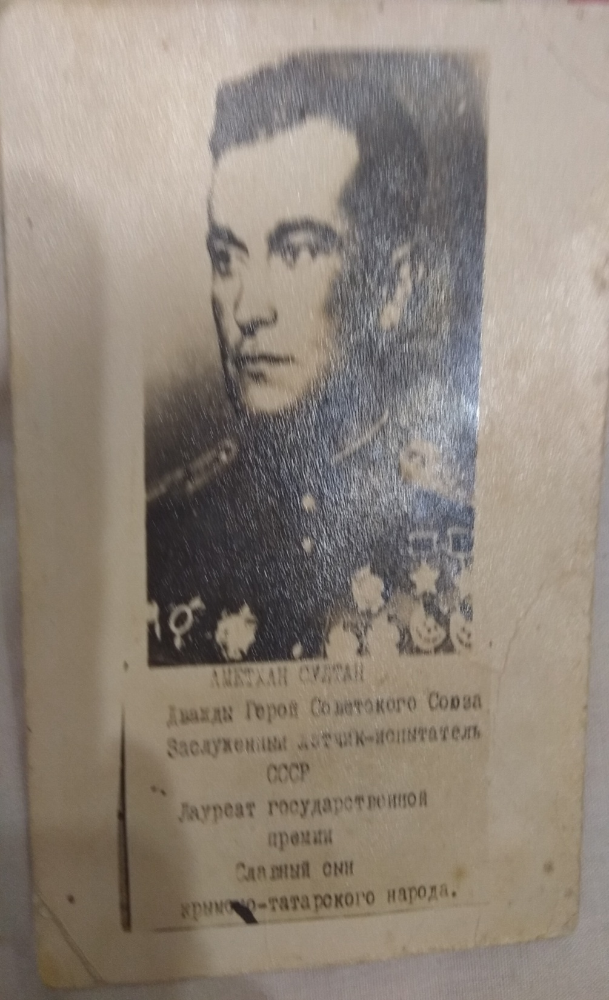 АМЕТХАН СУЛТАН
Дважды Герой Советского Союза
Заслуженный летчик-испытатель
СССР
Лауреат государственной
премии
Славный сын
крымско-татарского народа.